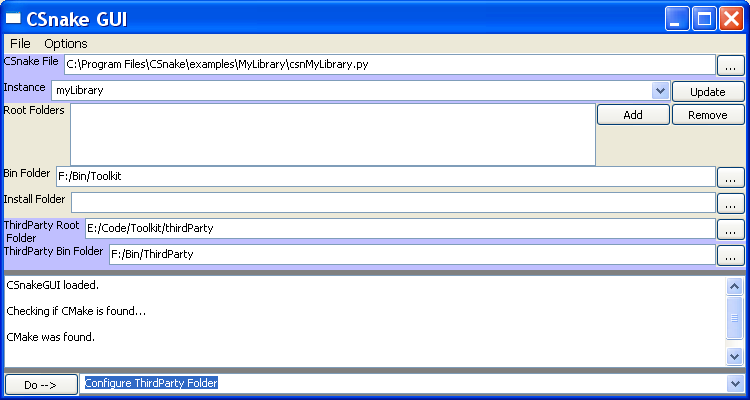 CSnake GUI
File Options
CSnake File C:\Program Files\CSnake\examples\MyLibrary\csnMyLibrary.py ...
Instance myLibrary Update
Root Folders Add Remove
Bin Folder F:/Bin/Toolkit ...
Install Folder ...
ThirdParty Root
Folder E:/Code/Toolkit/thirdParty ...
ThirdParty Bin Folder F:/Bin/ThirdParty ...
CSnakeGUI loaded.
Checking if CMake is found...
CMake was found.
Do --> Configure ThirdParty Folder